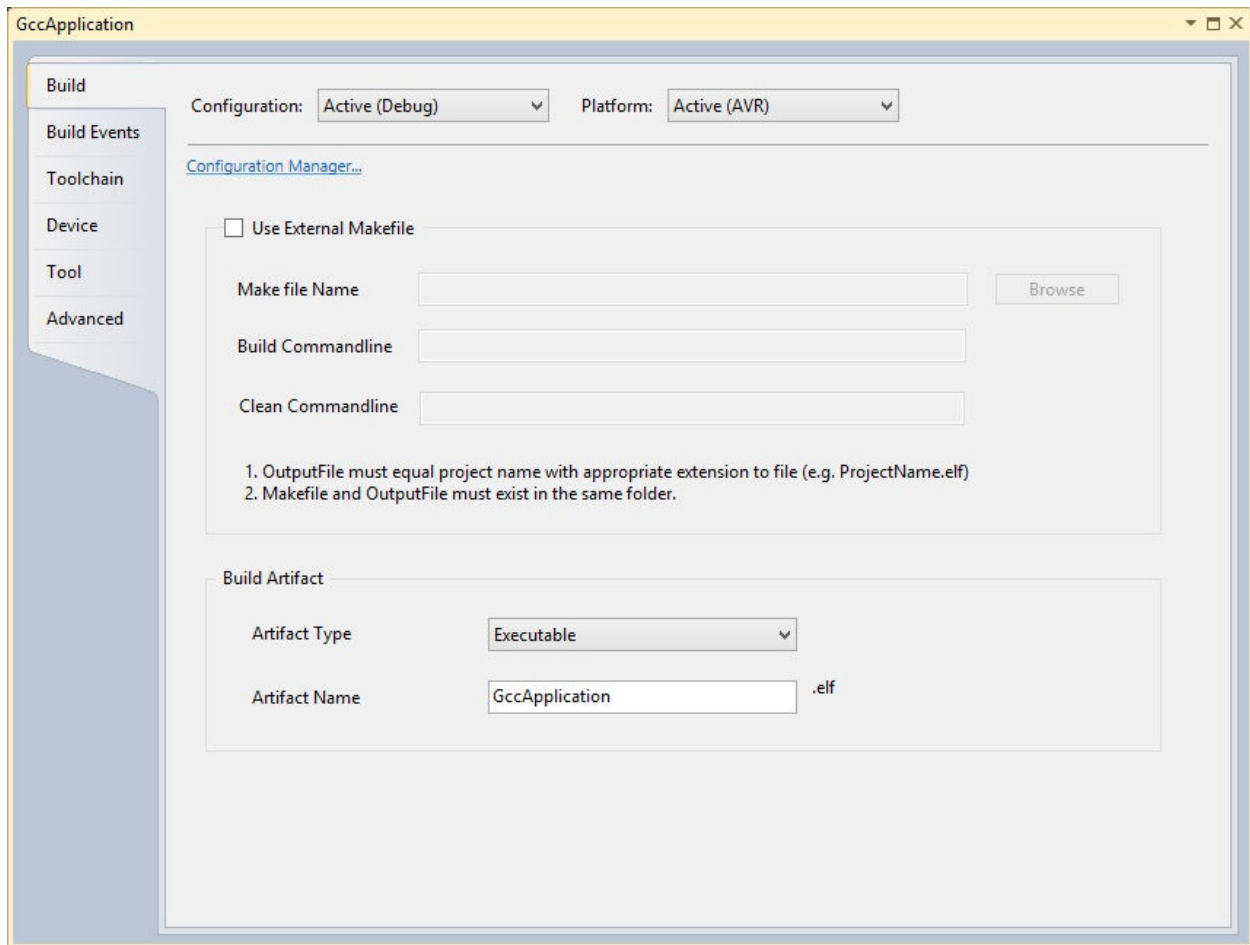 GccApplication
Build
Build Events
Toolchain
Device
Tool
Advanced
Configuration: Active (Debug) Platform: Active (AVR)
Configuration Manager...
Use External Makefile
Make file Name Browse
Build Commandline
Clean Commandline
1. OutputFile must equal project name with appropriate extension to file (e.g. ProjectName.elf)
2. Makefile and OutputFile must exist in the same folder.
Build Artifact
Artifact Type Executable
Artifact Name GccApplication .elf